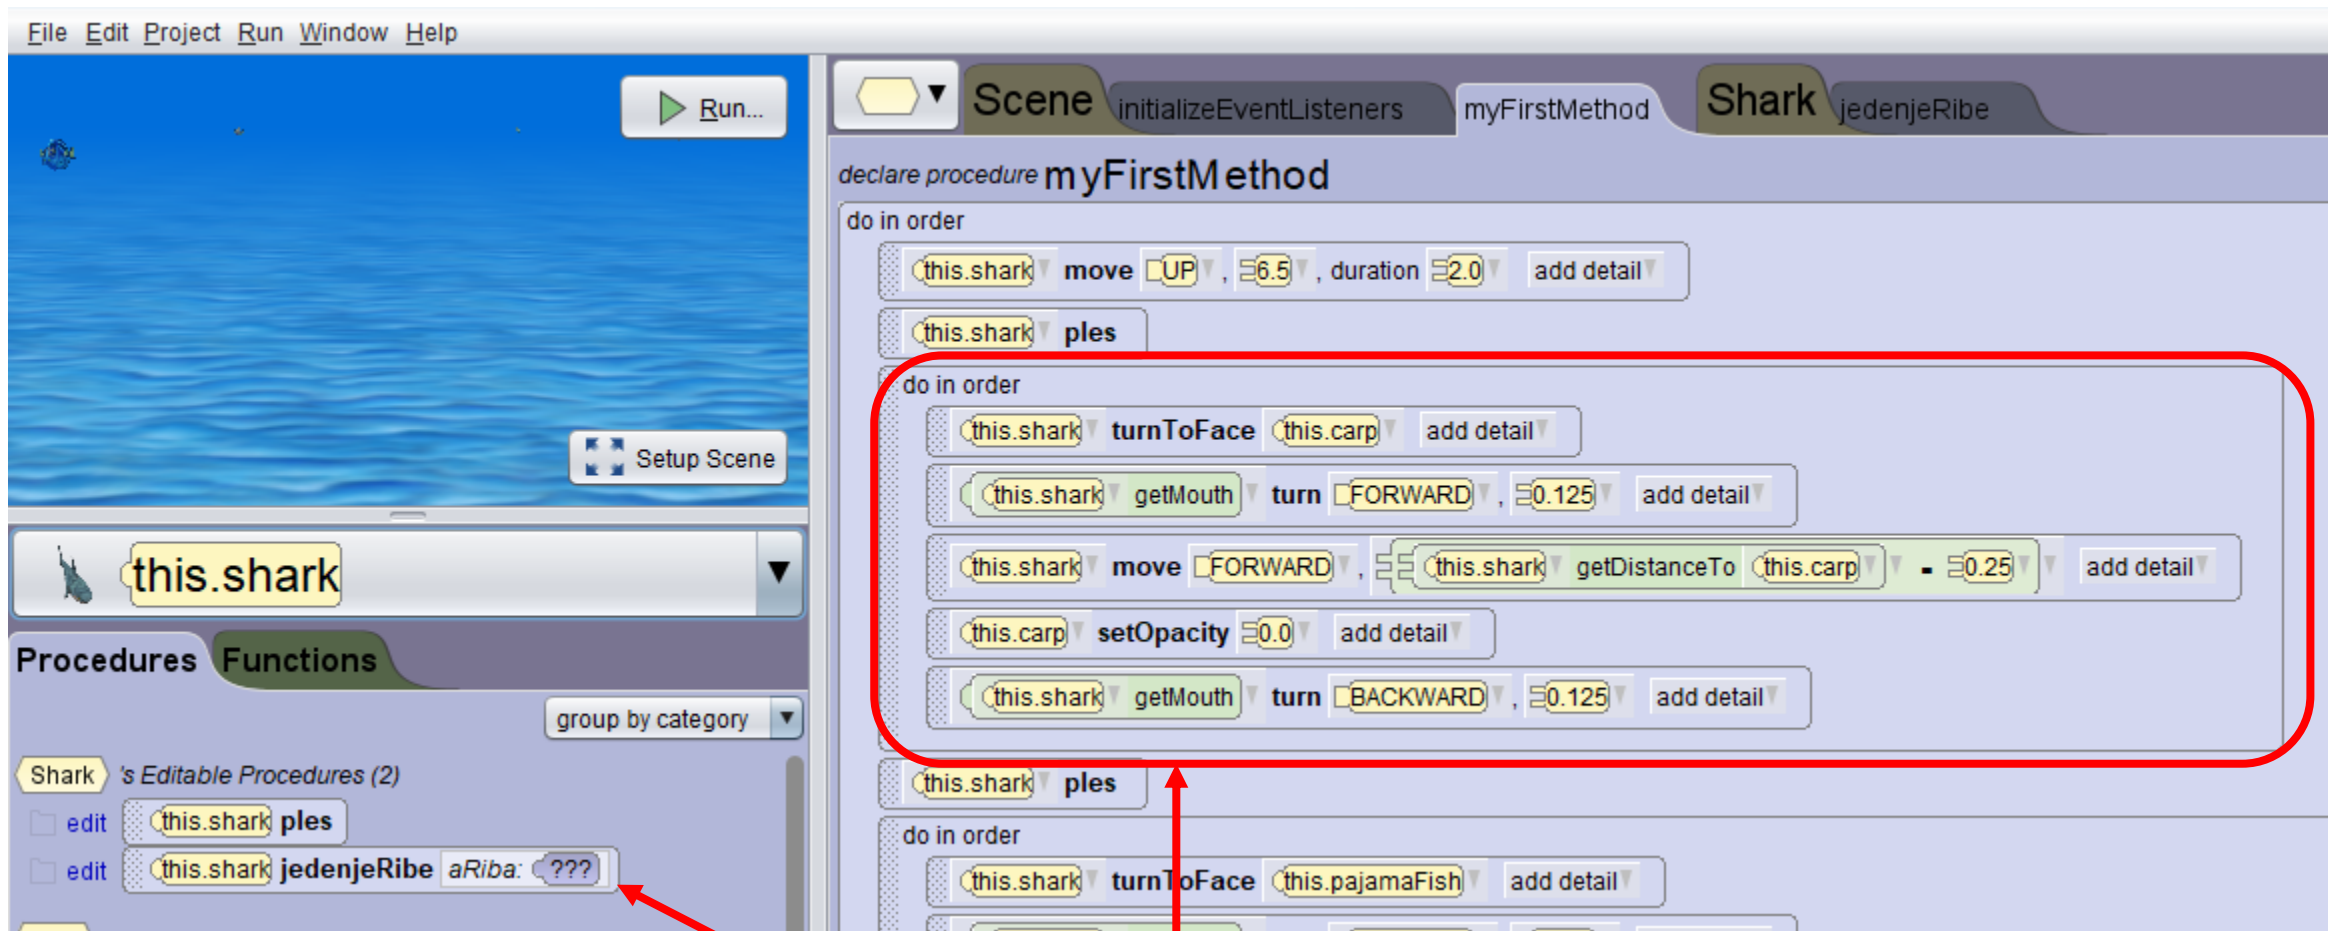 File Edit Project Run Window Help
Run...
Setup Scene
this.shark
Procedures Functions
group by category
Shark 's Editable Procedures (2)
edit this.shark ples
edit this.shark jedenjeRibe aRiba: ???
Scene initializeEventListeners myFirstMethod Shark jedenjeRibe
declare procedure myFirstMethod
do in order
this.shark move UP , 6.5 , duration 2.0 add detail
this.shark ples
do in order
this.shark turnToFace this.carp add detail
this.shark getMouth turn FORWARD , 0.125 add detail
this.shark move FORWARD , this.shark getDistanceTo this.carp - 0.25 add detail
this.carp setOpacity 0.0 add detail
this.shark getMouth turn BACKWARD , 0.125 add detail
this.shark ples
do in order
this.shark turnToFace this.pajamaFish add detail